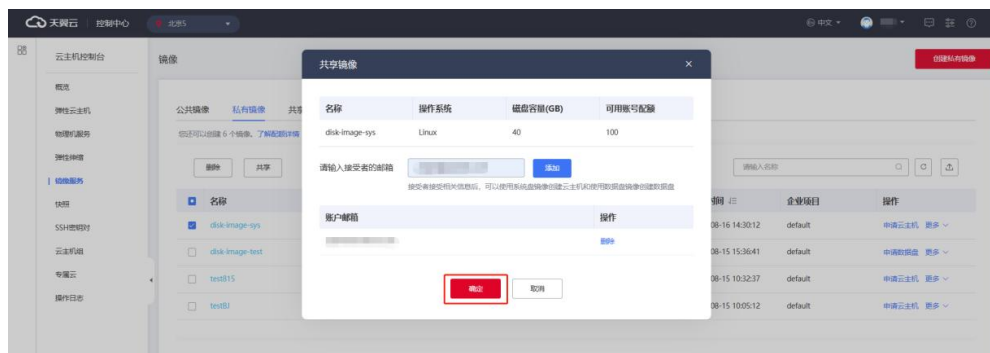 天翼云 控制中心 北京5 中文
云主机控制台
概览
弹性云主机
物理机服务
弹性伸缩
镜像服务
快照
SSH密钥对
云主机组
专属云
操作日志
镜像 创建私有镜像
公共镜像 私有镜像 共享
您还可以创建 6 个镜像。了解配额详情
删除 共享 请输入名称
名称 时间 企业项目 操作
disk-image-sys 08-16 14:30:12 default 申请云主机 更多
disk-image-test 08-15 15:36:41 default 申请数据盘 更多
test815 08-15 10:32:37 default 申请云主机 更多
testBJ 08-15 10:05:12 default 申请云主机 更多
共享镜像 ×
名称 操作系统 磁盘容量(GB) 可用账号配额
disk-image-sys Linux 40 100
请输入接受者的邮箱 添加
接受者接受相关信息后，可以使用系统盘镜像创建云主机和使用数据盘镜像创建数据盘
账户邮箱 操作
删除
确定 取消